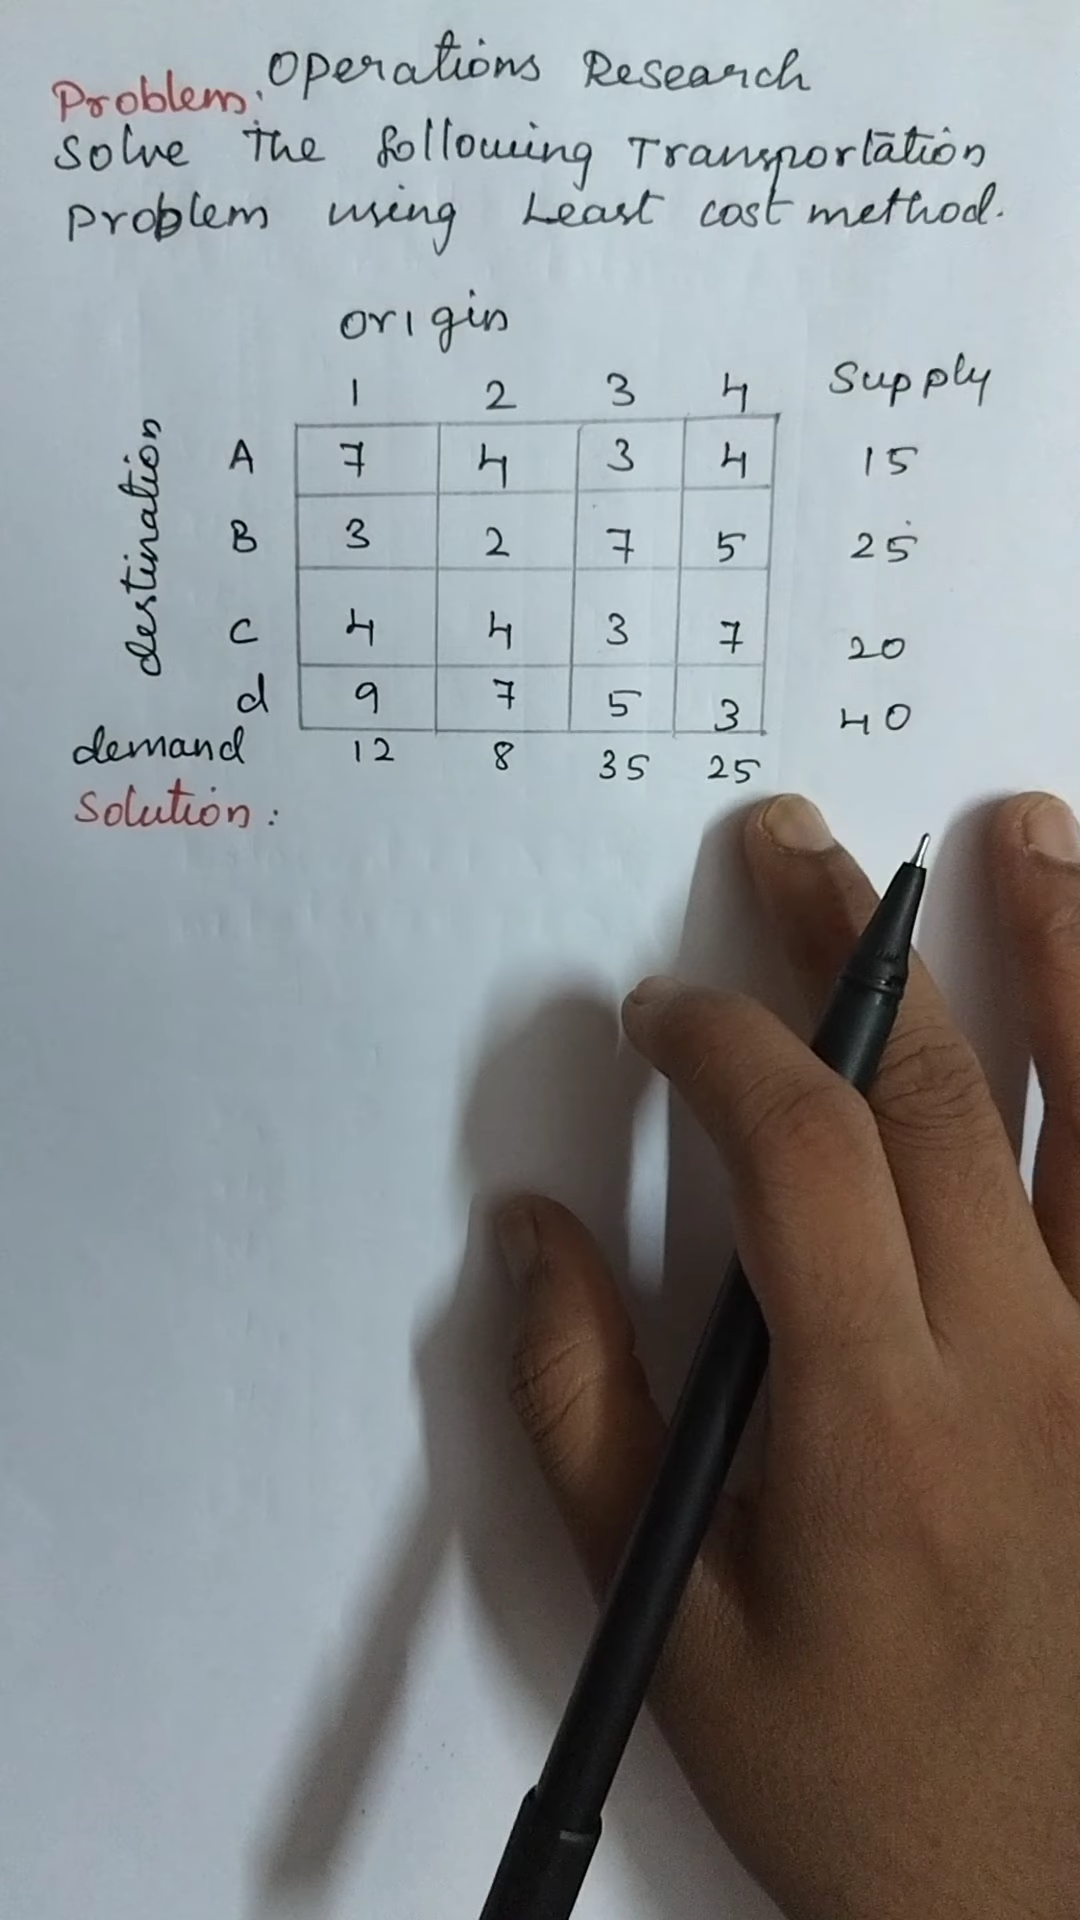 Operations Research
Problem:
Solve the following Transportation
Problem using Least cost method.
origin
1 2 3 4 Supply
destination
A 7 4 3 4 15
B 3 2 7 5 25
C 4 4 3 7 20
d 9 7 5 3 40
demand 12 8 35 25
Solution: